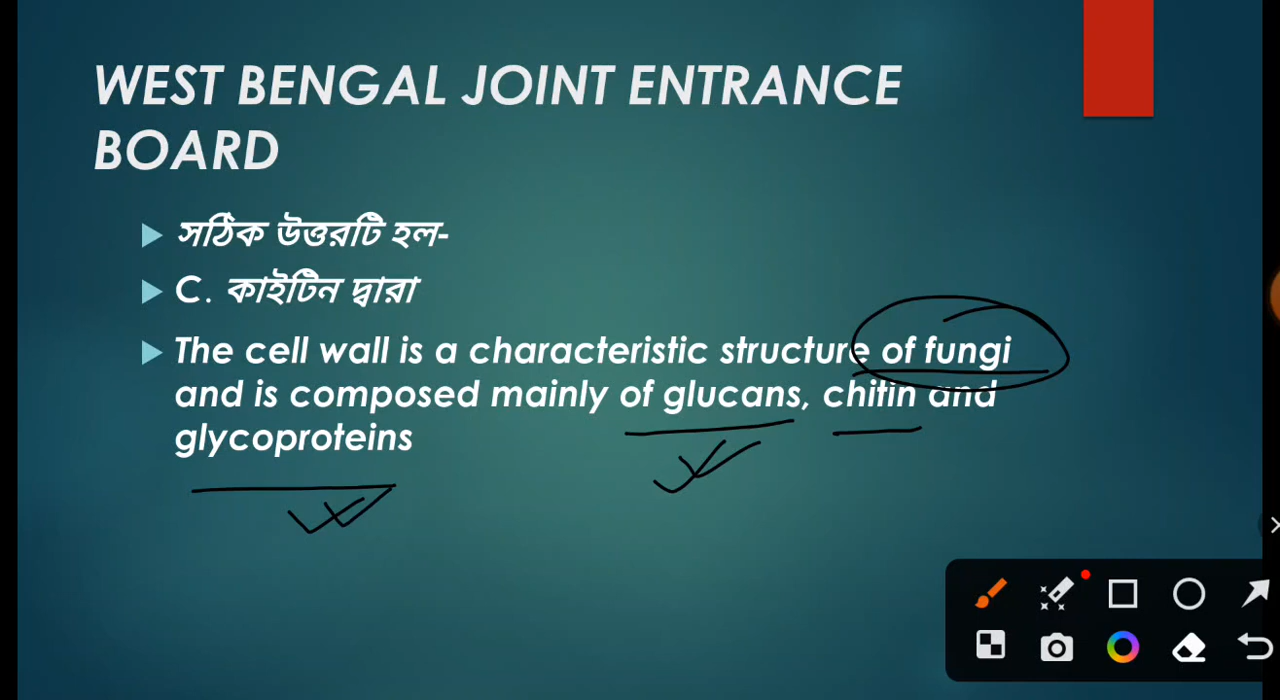 WEST BENGAL JOINT ENTRANCE
BOARD
সঠিক উত্তরটি হল-
C. কাইটিন দ্বারা
The cell wall is a characteristic structure of fungi
and is composed mainly of glucans, chitin and
glycoproteins